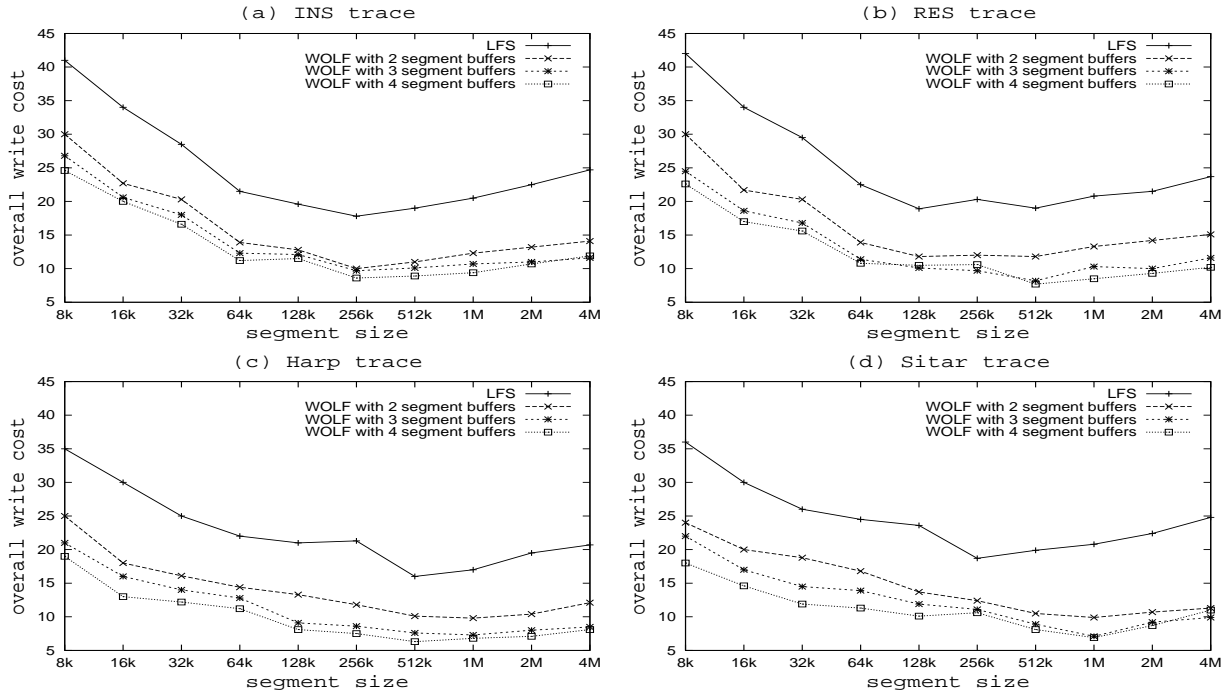 (a) INS trace
overall write cost
45
40
35
30
25
20
15
10
5
LFS
WOLF with 2 segment buffers
WOLF with 3 segment buffers
WOLF with 4 segment buffers
8k 16k 32k 64k 128k 256k 512k 1M 2M 4M
segment size
(b) RES trace
overall write cost
45
40
35
30
25
20
15
10
5
LFS
WOLF with 2 segment buffers
WOLF with 3 segment buffers
WOLF with 4 segment buffers
8k 16k 32k 64k 128k 256k 512k 1M 2M 4M
segment size
(c) Harp trace
overall write cost
45
40
35
30
25
20
15
10
5
LFS
WOLF with 2 segment buffers
WOLF with 3 segment buffers
WOLF with 4 segment buffers
8k 16k 32k 64k 128k 256k 512k 1M 2M 4M
segment size
(d) Sitar trace
overall write cost
45
40
35
30
25
20
15
10
5
LFS
WOLF with 2 segment buffers
WOLF with 3 segment buffers
WOLF with 4 segment buffers
8k 16k 32k 64k 128k 256k 512k 1M 2M 4M
segment size